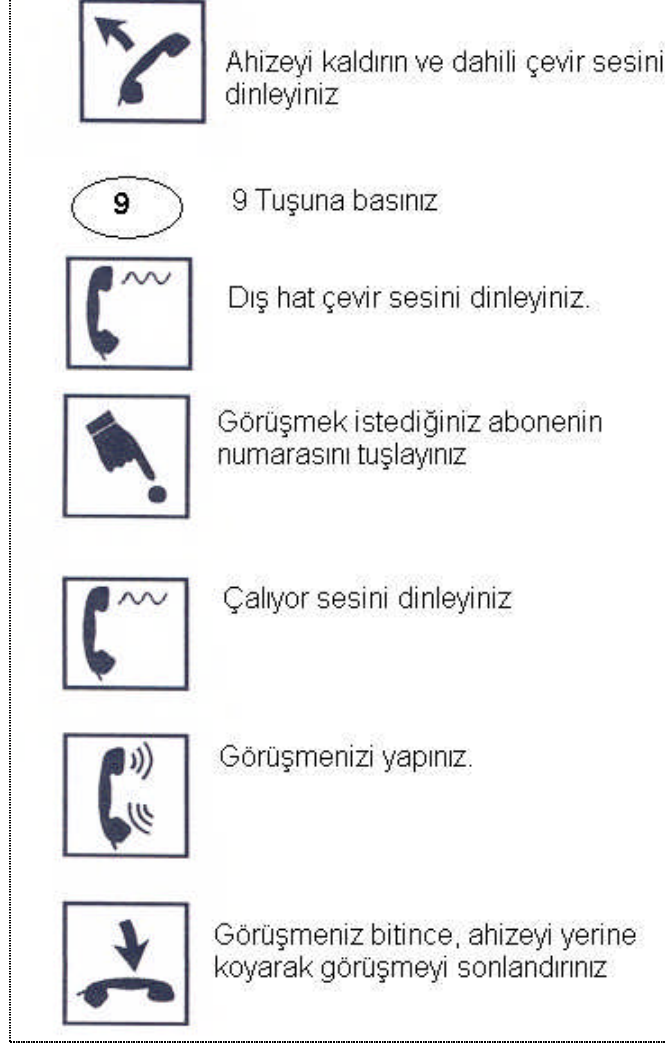 Ahizeyi kaldırın ve dahili çevir sesini
dinleyiniz
9
9 Tuşuna basınız
Dış hat çevir sesini dinleyiniz.
Görüşmek istediğiniz abonenin
numarasını tuşlayınız
Çalıyor sesini dinleyiniz
Görüşmenizi yapınız.
Görüşmeniz bitince, ahizeyi yerine
koyarak görüşmeyi sonlandırınız